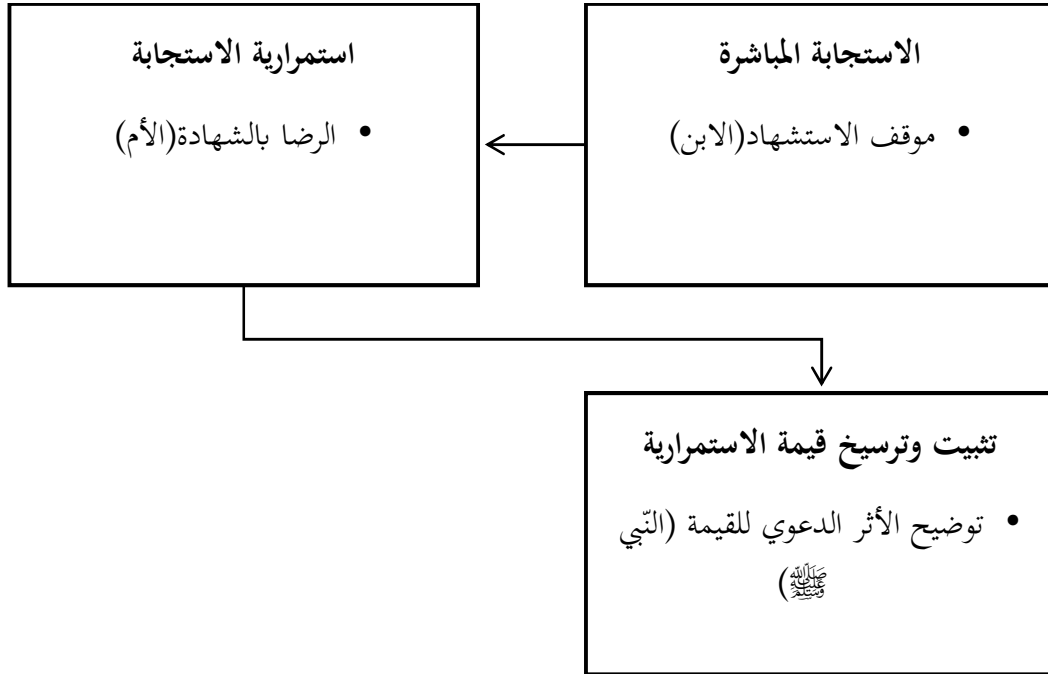 الاستجابة المباشرة
• موقف الاستشهاد(الابن)
استمرارية الاستجابة
• الرضا بالشهادة(الأم)
تثبيت وترسيخ قيمة الاستمرارية
• توضيح الأثر الدعوي للقيمة (النّبي
ﷺ)